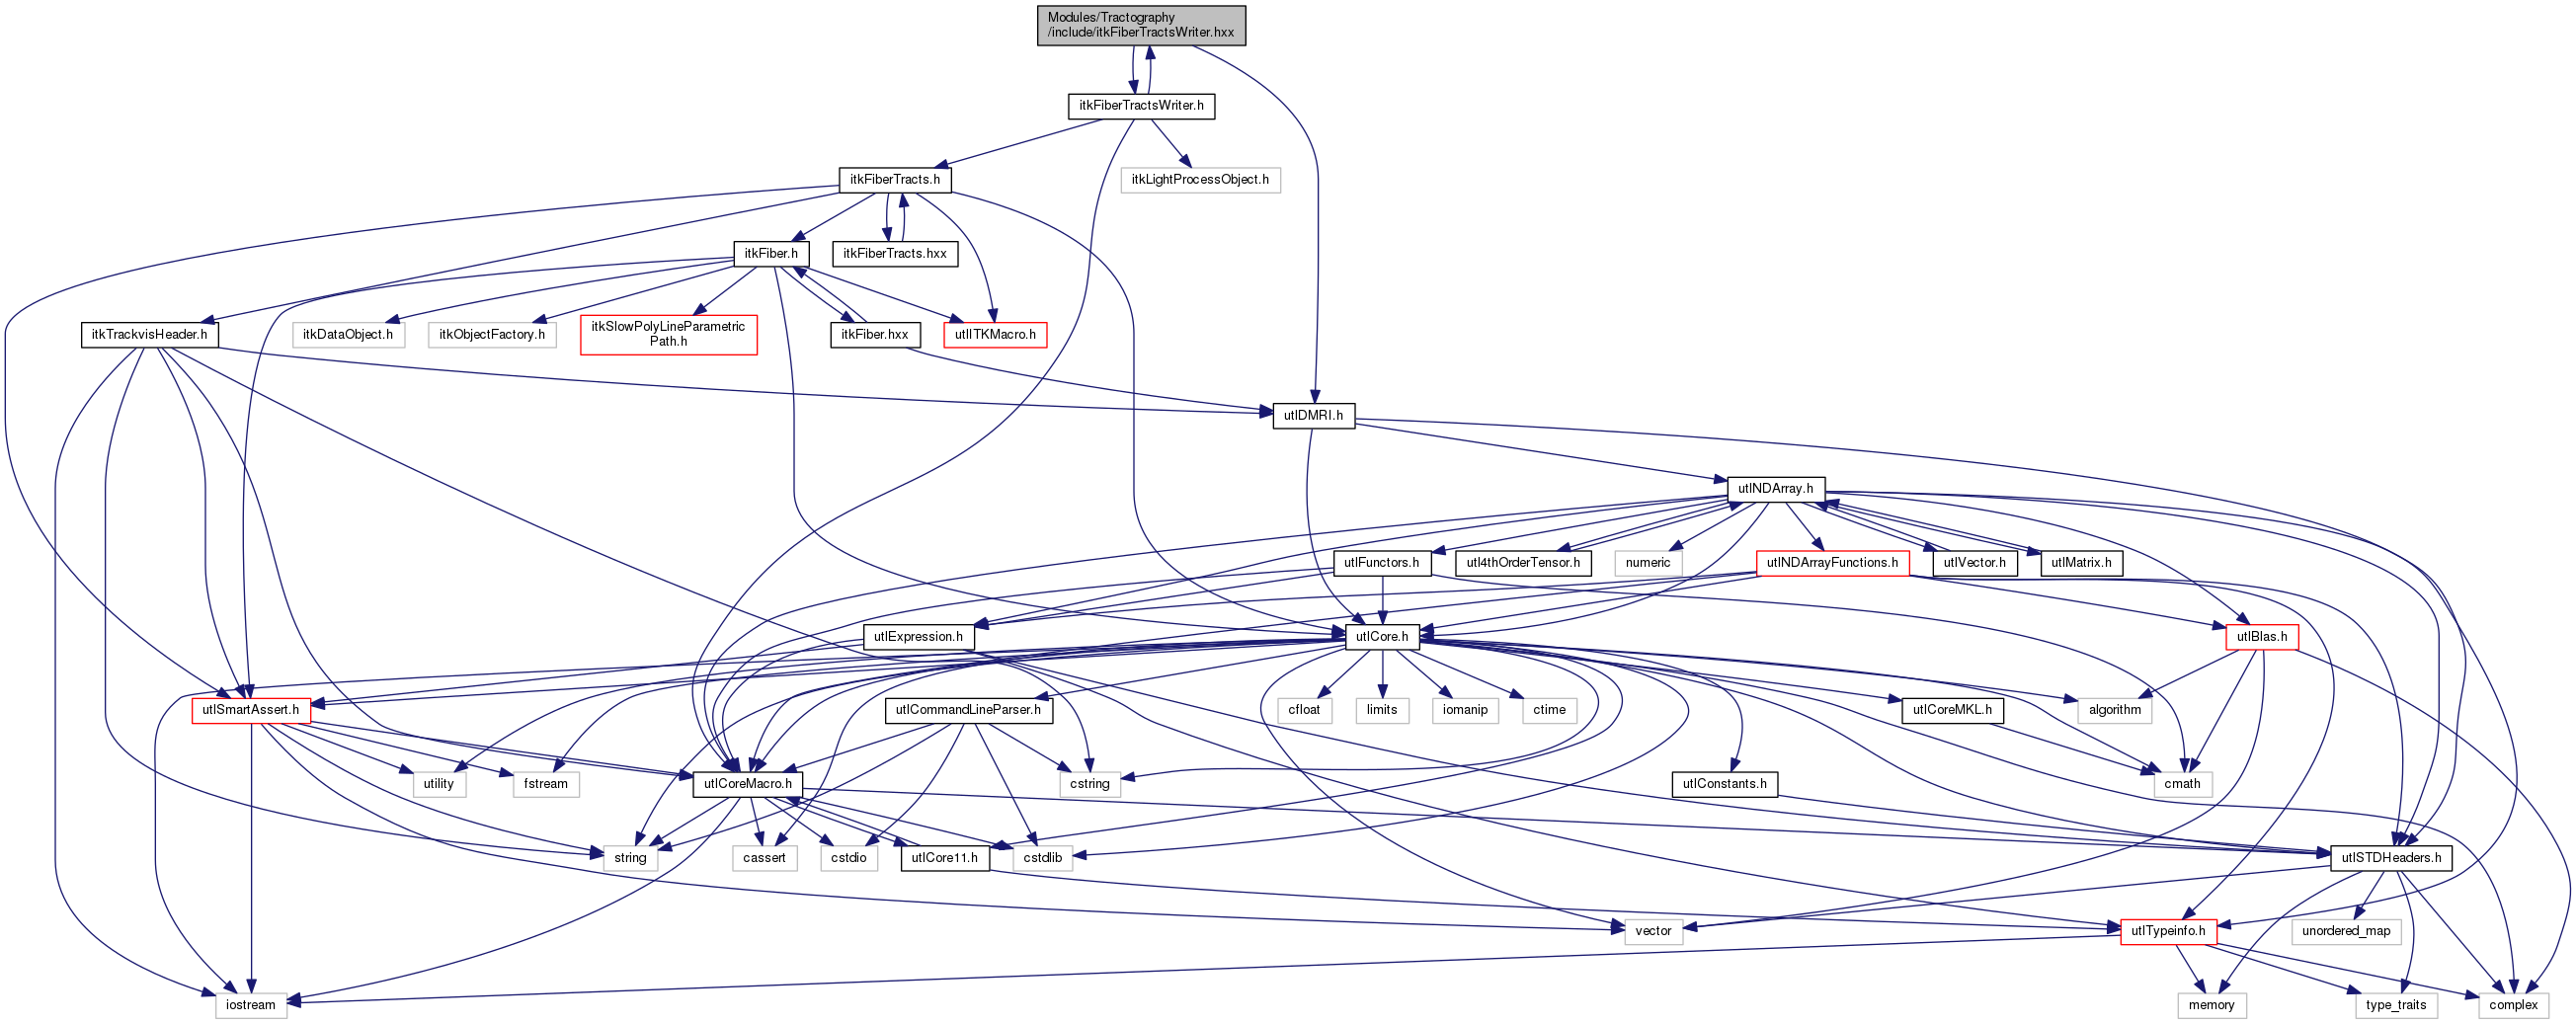 Modules/Tractography
/include/itkFiberTractsWriter.hxx
itkFiberTractsWriter.h
itkFiberTracts.h
itkLightProcessObject.h
itkFiber.h
itkFiberTracts.hxx
itkTrackvisHeader.h
itkDataObject.h
itkObjectFactory.h
itkSlowPolyLineParametric
Path.h
itkFiber.hxx
utlITKMacro.h
utlDMRI.h
utlNDArray.h
utlFunctors.h
utl4thOrderTensor.h
numeric
utlNDArrayFunctions.h
utlVector.h
utlMatrix.h
utlExpression.h
utlCore.h
utlBlas.h
utlSmartAssert.h
utlCommandLineParser.h
cfloat
limits
iomanip
ctime
utlCoreMKL.h
algorithm
utility
fstream
utlCoreMacro.h
cstring
utlConstants.h
cmath
string
cassert
cstdio
utlCore11.h
cstdlib
utlSTDHeaders.h
vector
unordered_map
utlTypeinfo.h
iostream
memory
type_traits
complex